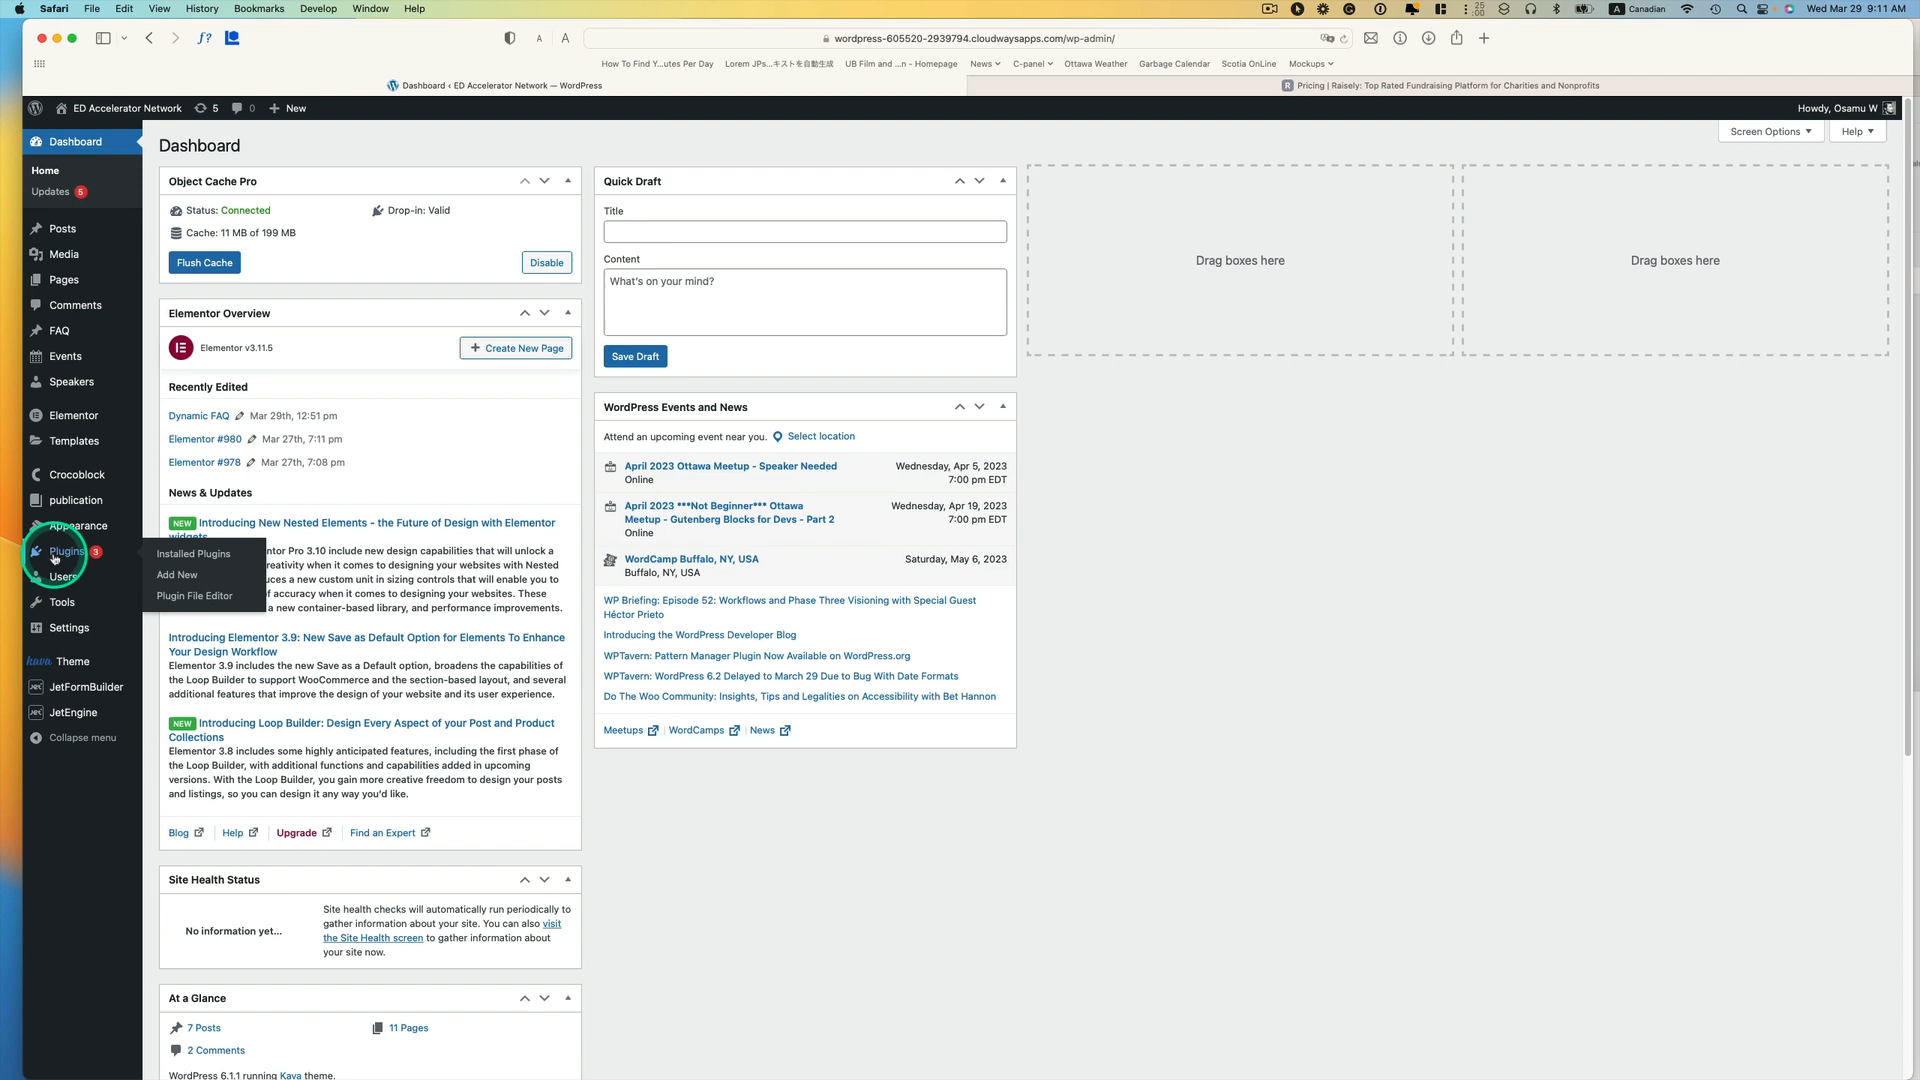 Safari File Edit View History Bookmarks Develop Window Help
25 :00
A Canadian
Wed Mar 29 9:11 AM
f?
A A
wordpress-605520-2939794.cloudwaysapps.com/wp-admin/
How To Find Y...utes Per Day
Lorem JPs...キストを自動生成
UB Film and ...n - Homepage
News
C-panel
Ottawa Weather
Garbage Calendar
Scotia OnLine
Mockups
Dashboard ‹ ED Accelerator Network — WordPress
R Pricing | Raisely: Top Rated Fundraising Platform for Charities and Nonprofits
ED Accelerator Network 5 0 + New
Howdy, Osamu W
Screen Options ▼
Help ▼
Dashboard
Home
Updates 5
Posts
Media
Pages
Comments
FAQ
Events
Speakers
Elementor
Templates
Crocoblock
publication
Appearance
Plugins 3
Users
Tools
Settings
kava Theme
JetFormBuilder
JetEngine
Collapse menu
Installed Plugins
Add New
Plugin File Editor
Dashboard
Object Cache Pro
Status: Connected
Drop-in: Valid
Cache: 11 MB of 199 MB
Flush Cache
Disable
Elementor Overview
Elementor v3.11.5
+ Create New Page
Recently Edited
Dynamic FAQ Mar 29th, 12:51 pm
Elementor #980 Mar 27th, 7:11 pm
Elementor #978 Mar 27th, 7:08 pm
News & Updates
NEW Introducing New Nested Elements - the Future of Design with Elementor
widgets
ntor Pro 3.10 include new design capabilities that will unlock a
reativity when it comes to designing your websites with Nested
uces a new custom unit in sizing controls that will enable you to
f accuracy when it comes to designing your websites. These
a new container-based library, and performance improvements.
Introducing Elementor 3.9: New Save as Default Option for Elements To Enhance
Your Design Workflow
Elementor 3.9 includes the new Save as a Default option, broadens the capabilities of
the Loop Builder to support WooCommerce and the section-based layout, and several
additional features that improve the design of your website and its user experience.
NEW Introducing Loop Builder: Design Every Aspect of your Post and Product
Collections
Elementor 3.8 includes some highly anticipated features, including the first phase of
the Loop Builder, with additional functions and capabilities added in upcoming
versions. With the Loop Builder, you gain more creative freedom to design your posts
and listings, so you can design it any way you'd like.
Blog | Help | Upgrade | Find an Expert
Site Health Status
No information yet...
Site health checks will automatically run periodically to
gather information about your site. You can also visit
the Site Health screen to gather information about
your site now.
At a Glance
7 Posts
11 Pages
2 Comments
WordPress 6.1.1 running Kava theme.
Quick Draft
Title
Content
What's on your mind?
Save Draft
WordPress Events and News
Attend an upcoming event near you. Select location
April 2023 Ottawa Meetup - Speaker Needed
Online
Wednesday, Apr 5, 2023
7:00 pm EDT
April 2023 ***Not Beginner*** Ottawa
Meetup - Gutenberg Blocks for Devs - Part 2
Online
Wednesday, Apr 19, 2023
7:00 pm EDT
WordCamp Buffalo, NY, USA
Buffalo, NY, USA
Saturday, May 6, 2023
WP Briefing: Episode 52: Workflows and Phase Three Visioning with Special Guest
Héctor Prieto
Introducing the WordPress Developer Blog
WPTavern: Pattern Manager Plugin Now Available on WordPress.org
WPTavern: WordPress 6.2 Delayed to March 29 Due to Bug With Date Formats
Do The Woo Community: Insights, Tips and Legalities on Accessibility with Bet Hannon
Meetups | WordCamps | News
Drag boxes here
Drag boxes here